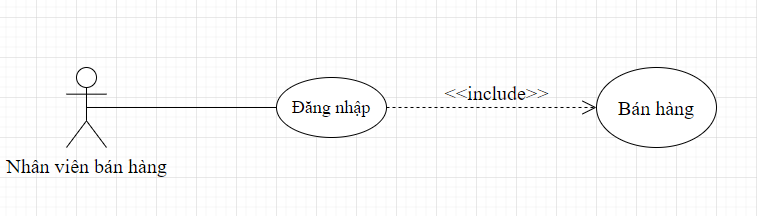 <<include>>
Đăng nhập
Bán hàng
Nhân viên bán hàng